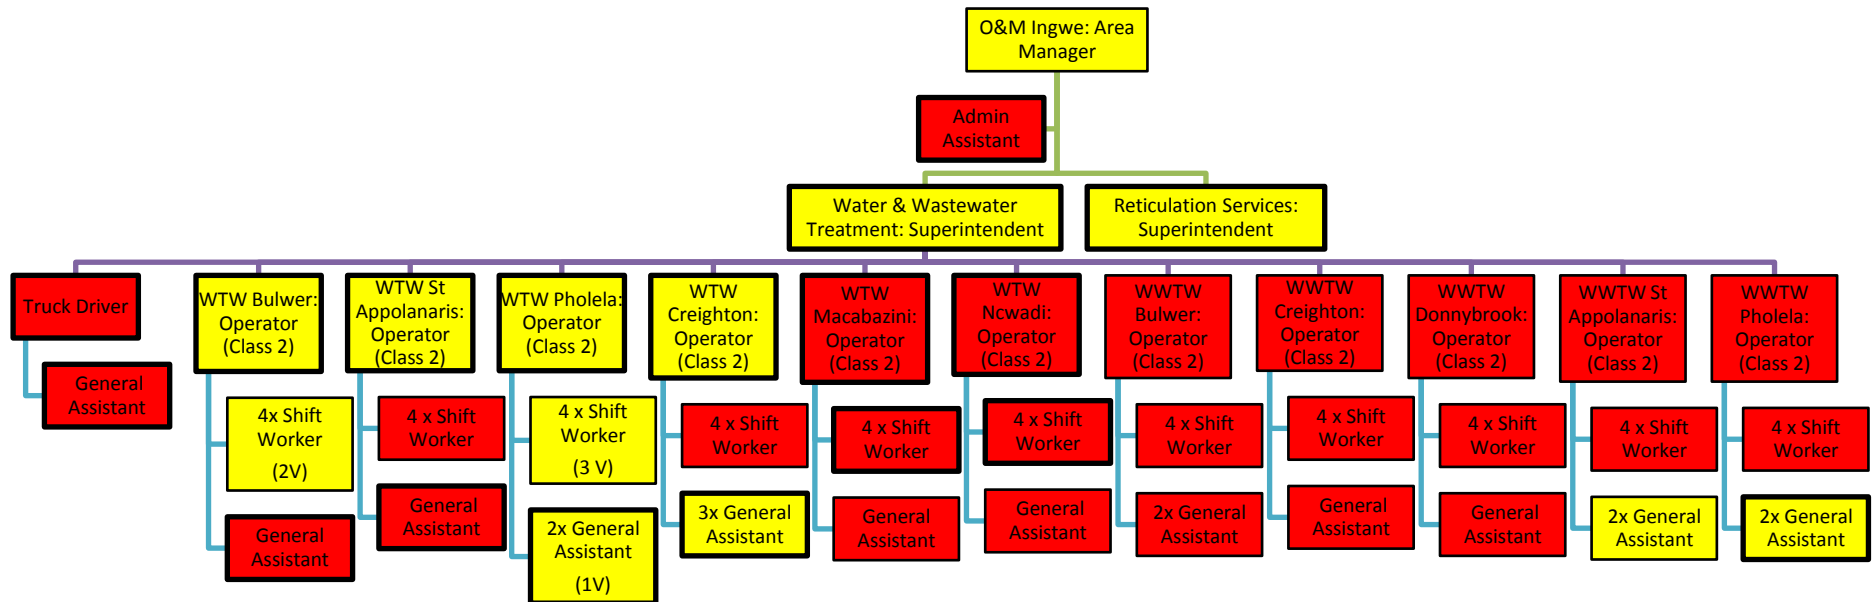 O&M Ingwe: Area
Manager
Admin
Assistant
Water & Wastewater
Treatment: Superintendent
Reticulation Services:
Superintendent
Truck Driver
General
Assistant
WTW Bulwer:
Operator
(Class 2)
4x Shift
Worker
(2V)
General
Assistant
WTW St
Appolanaris:
Operator
(Class 2)
4 x Shift
Worker
General
Assistant
WTW Pholela:
Operator
(Class 2)
4 x Shift
Worker
(3 V)
2x General
Assistant
(1V)
WTW
Creighton:
Operator
(Class 2)
4 x Shift
Worker
3x General
Assistant
WTW
Macabazini:
Operator
(Class 2)
4 x Shift
Worker
General
Assistant
WTW
Ncwadi:
Operator
(Class 2)
4 x Shift
Worker
General
Assistant
WWTW
Bulwer:
Operator
(Class 2)
4 x Shift
Worker
2x General
Assistant
WWTW
Creighton:
Operator
(Class 2)
4 x Shift
Worker
General
Assistant
WWTW
Donnybrook:
Operator
(Class 2)
4 x Shift
Worker
General
Assistant
WWTW St
Appolanaris:
Operator
(Class 2)
4 x Shift
Worker
2x General
Assistant
WWTW
Pholela:
Operator
(Class 2)
4 x Shift
Worker
2x General
Assistant